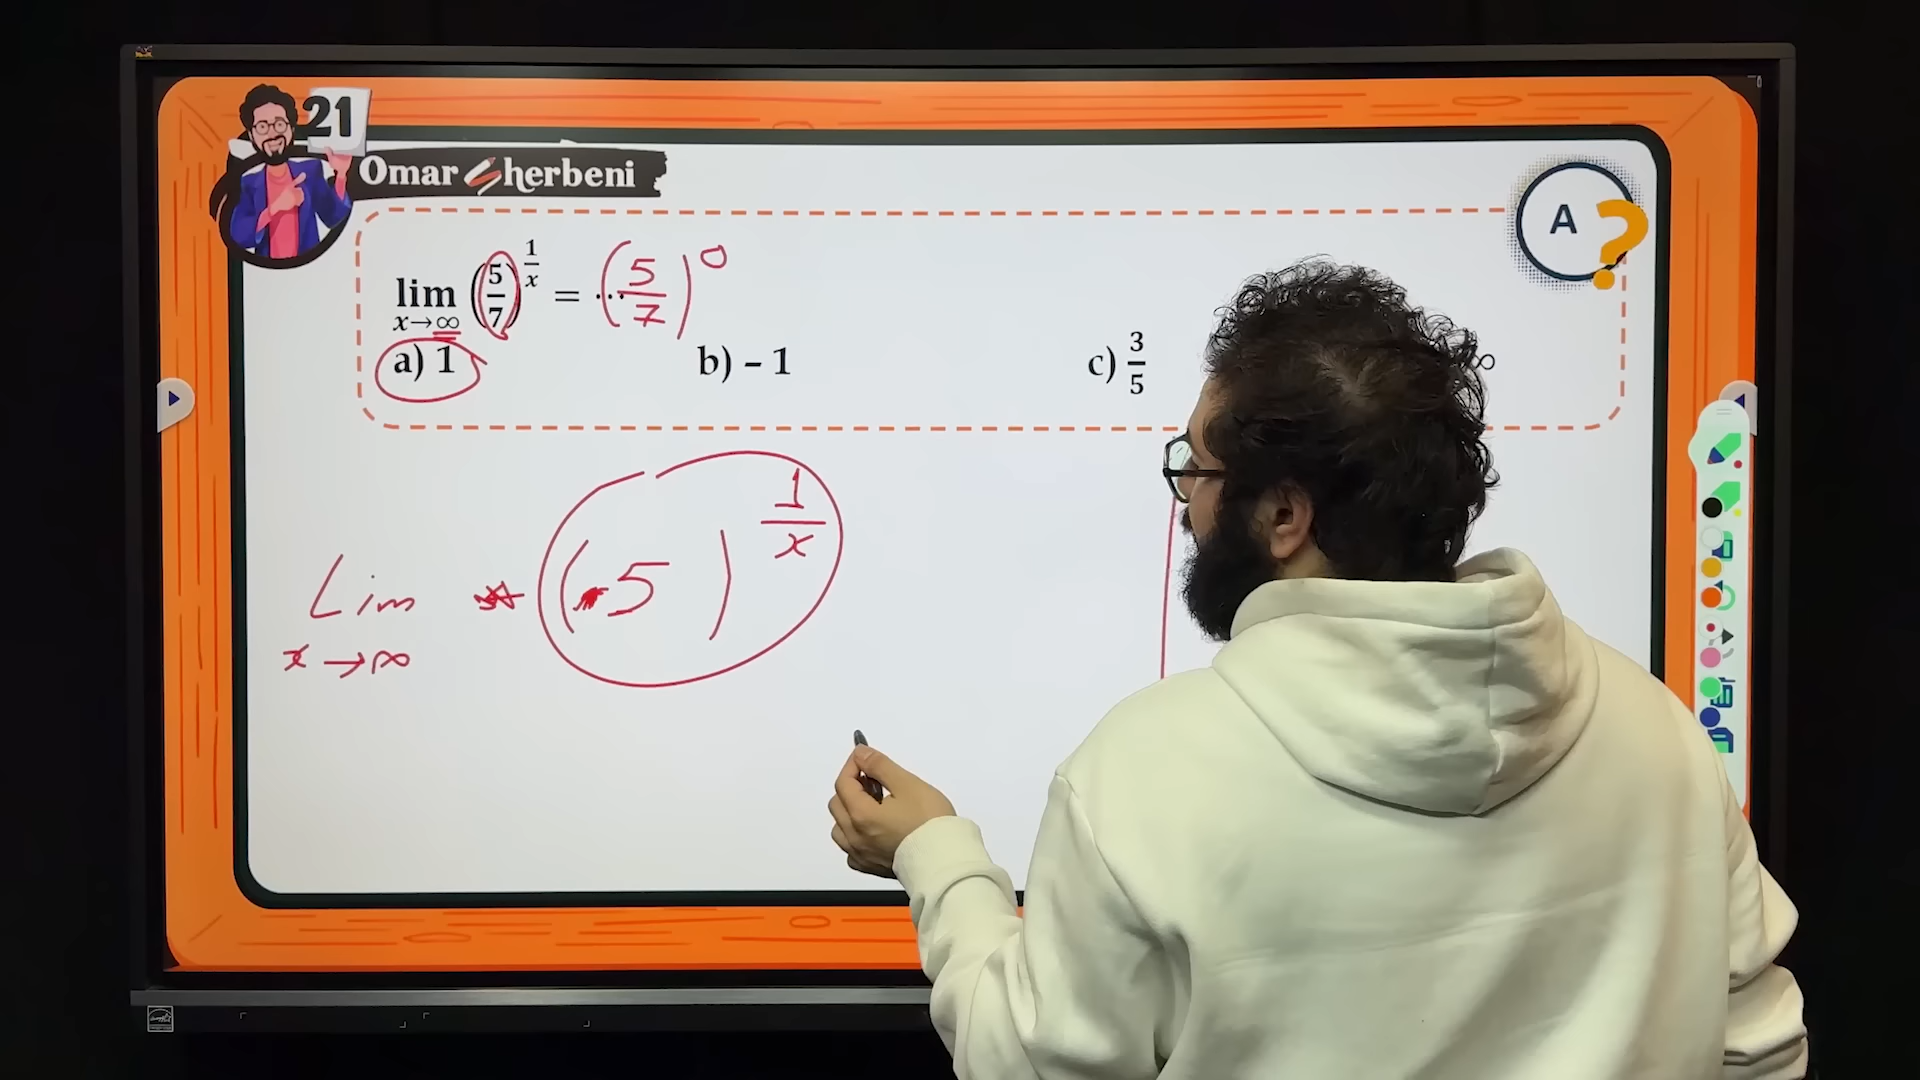 21
Omar Sherbeni
A ?
lim x→∞ (5/7)^(1/x) = ... (5/7)^0
a) 1 b) – 1 c) 3/5 ∞
Lim x→∞ (-5)^(1/x)